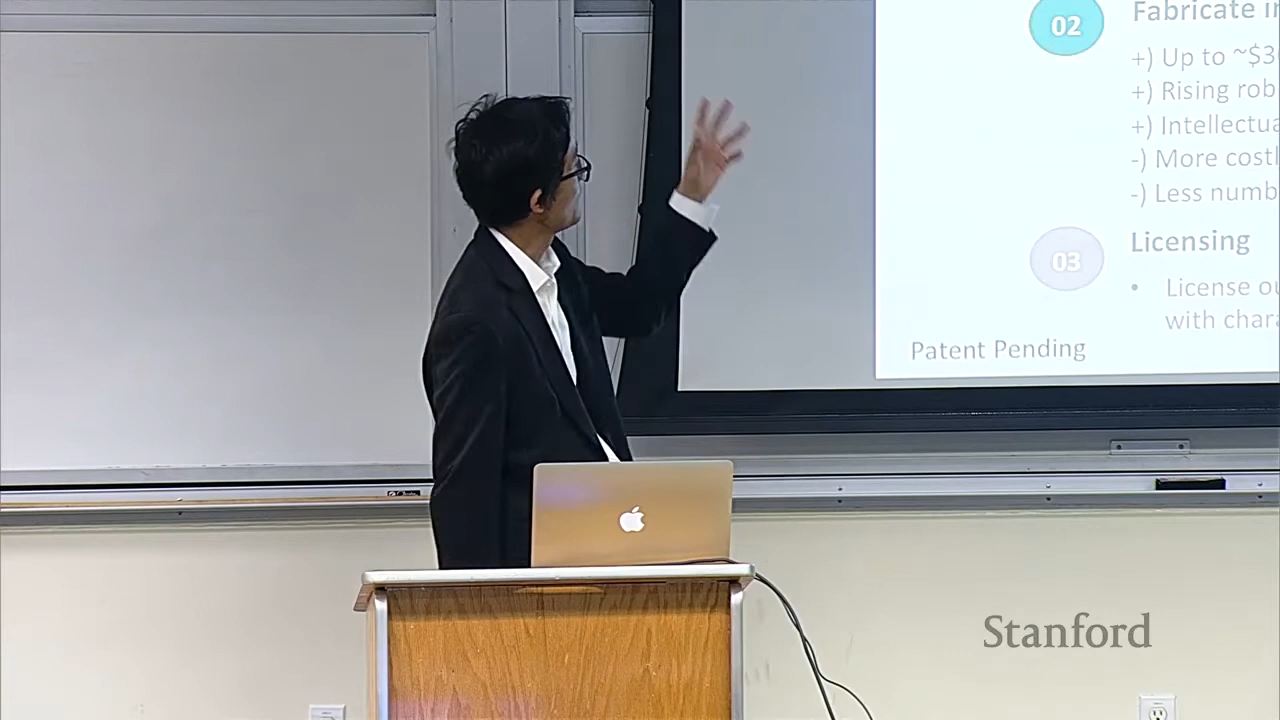 02
Fabricate i
+) Up to ~$3
+) Rising rob
+) Intellectua
-) More costl
-) Less numb
03
Licensing
• License ou
with chara
Patent Pending
Stanford